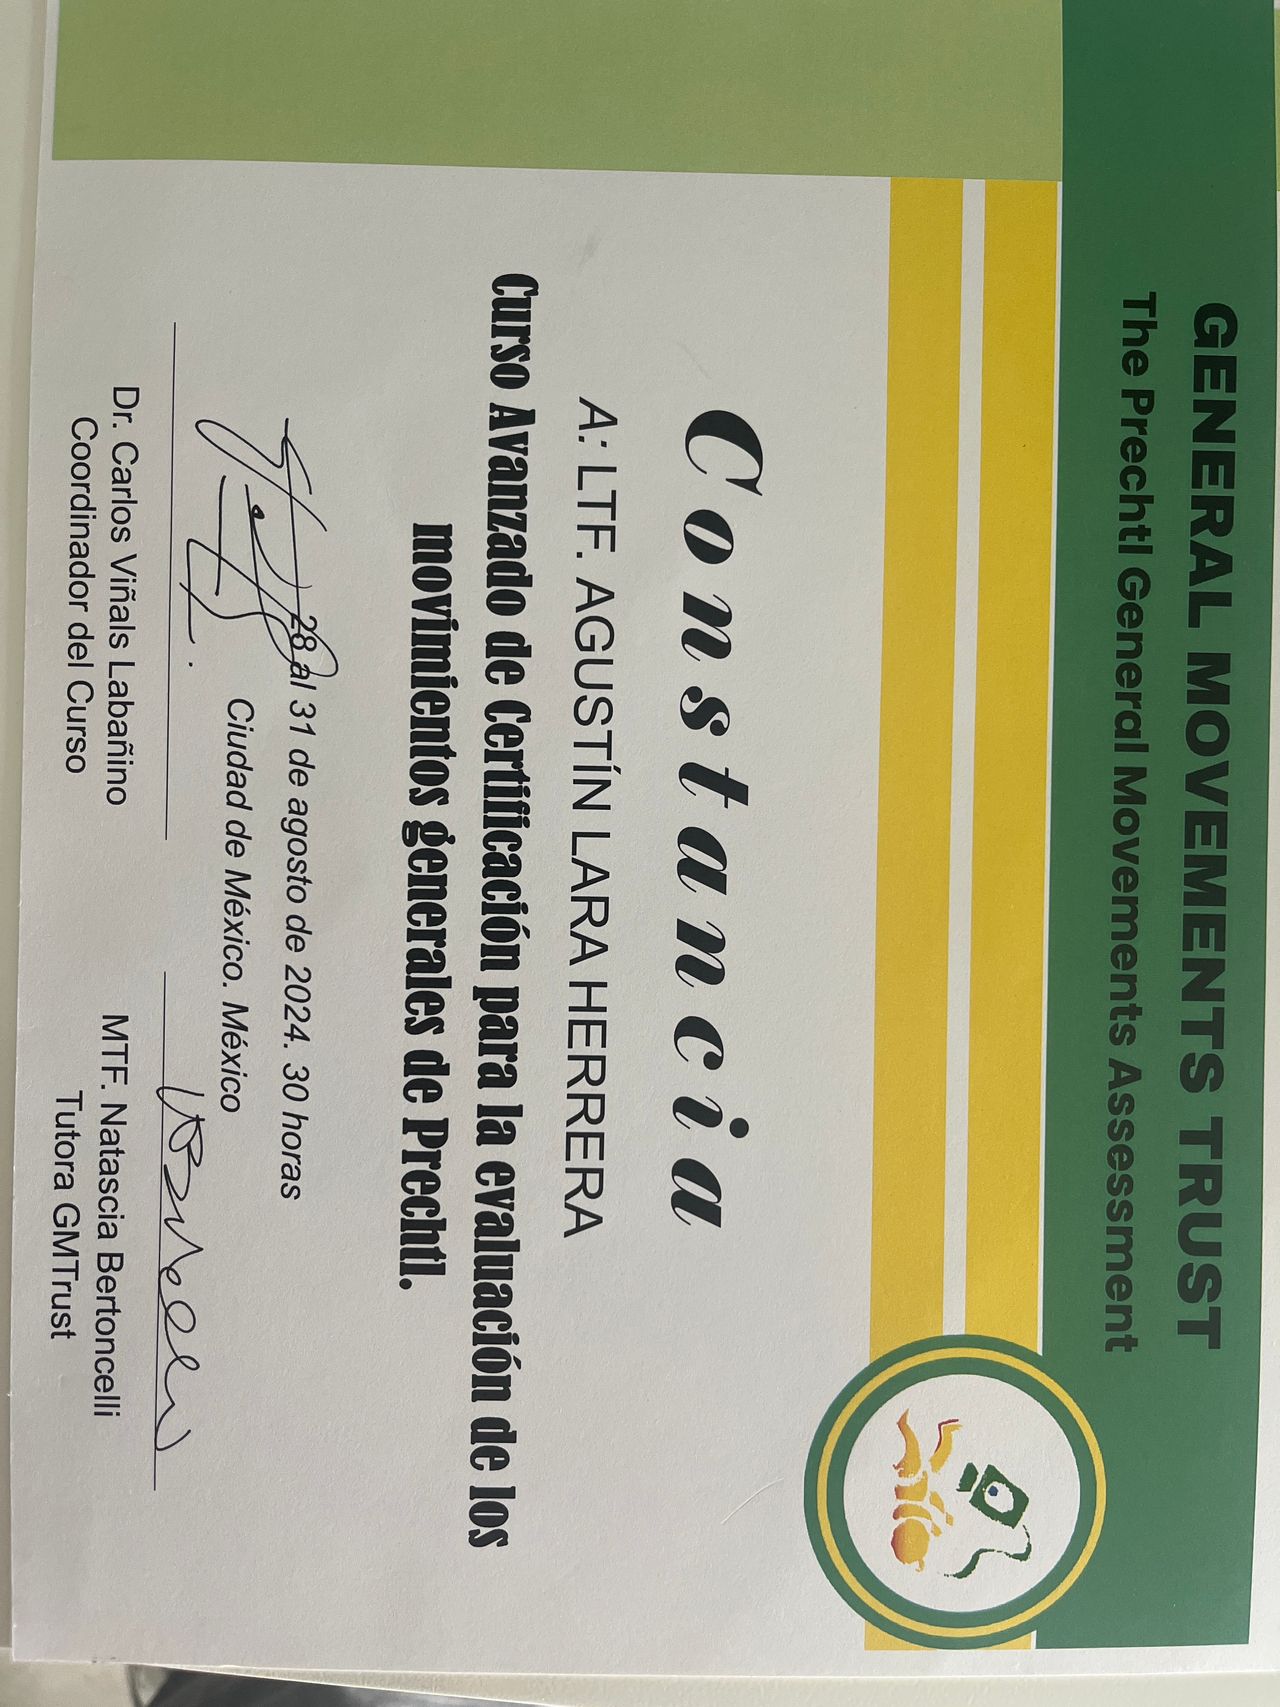 GENERAL MOVEMENTS TRUST
The Prechtl General Movements Assessment
Constancia
A: LTF. AGUSTÍN LARA HERRERA
Curso Avanzado de Certificación para la evaluación de los
movimientos generales de Prechtl.
28 al 31 de agosto de 2024. 30 horas
Ciudad de México. México
Dr. Carlos Viñals Labañino
Coordinador del Curso
MTF. Natascia Bertoncelli
Tutora GMTrust